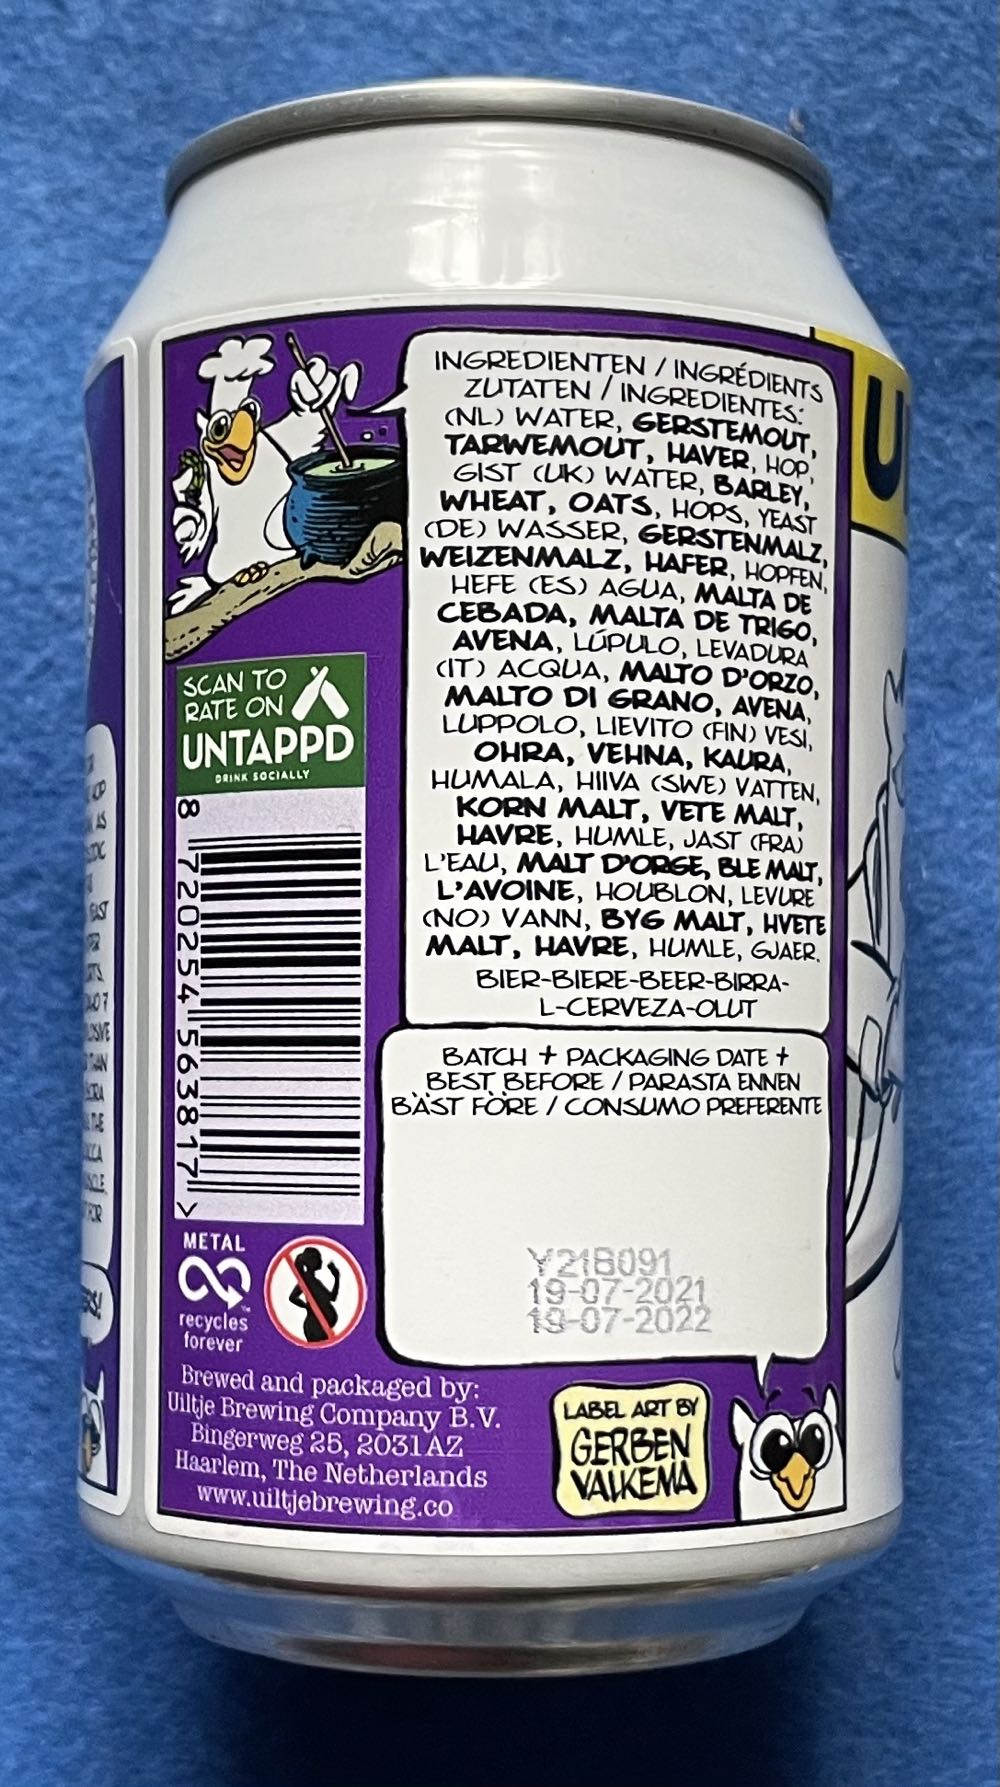 INGREDIENTEN / INGRÉDIENTS
ZUTATEN / INGREDIENTES:
(NL) WATER, GERSTEMOUT,
TARWEMOUT, HAVER, HOP,
GIST (UK) WATER, BARLEY,
WHEAT, OATS, HOPS, YEAST
(DE) WASSER, GERSTENMALZ,
WEIZENMALZ, HAFER, HOPFEN,
HEFE (ES) AGUA, MALTA DE
CEBADA, MALTA DE TRIGO,
AVENA, LÚPULO, LEVADURA
(IT) ACQUA, MALTO D'ORZO,
MALTO DI GRANO, AVENA,
LUPPOLO, LIEVITO (FIN) VESI,
OHRA, VEHNA, KAURA,
HUMALA, HIIVA (SWE) VATTEN,
KORN MALT, VETE MALT,
HAVRE, HUMLE, JAST (FRA)
L'EAU, MALT D'ORGE, BLE MALT,
L'AVOINE, HOUBLON, LEVURE
(NO) VANN, BYG MALT, HVETE
MALT, HAVRE, HUMLE, GJAER.
BIER-BIERE-BEER-BIRRA-
L-CERVEZA-OLUT
SCAN TO
RATE ON
UNTAPPD
DRINK SOCIALLY
8 720254 563817 >
BATCH + PACKAGING DATE +
BEST BEFORE / PARASTA ENNEN
BÄST FÖRE / CONSUMO PREFERENTE
Y21B091
19-07-2021
19-07-2022
METAL
TM
recycles
forever
Brewed and packaged by:
Uiltje Brewing Company B.V.
Bingerweg 25, 2031AZ
Haarlem, The Netherlands
www.uiltjebrewing.co
LABEL ART BY
GERBEN
VALKEMA
U